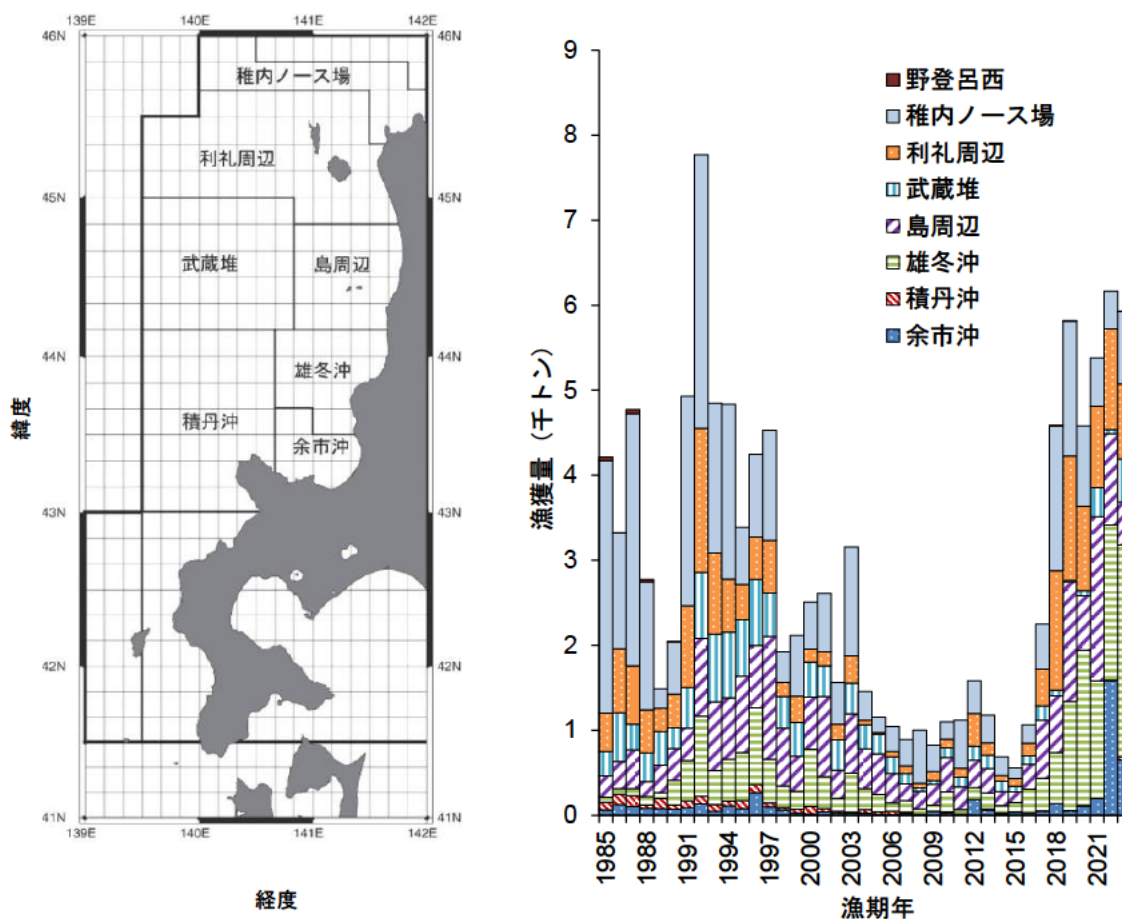 139E
140E
141E
142E
46N
46N
稚内ノース場
利礼周辺
45N
45N
武蔵堆
島周辺
44N
44N
雄冬沖
積丹沖
余市沖
43N
43N
42N
42N
41N
41N
139E
140E
141E
142E
緯度
経度
9
8
7
6
5
4
3
2
1
0
漁獲量（千トン）
野登呂西
稚内ノース場
利礼周辺
武蔵堆
島周辺
雄冬沖
積丹沖
余市沖
1985
1988
1991
1994
1997
2000
2003
2006
2009
2012
2015
2018
2021
漁期年